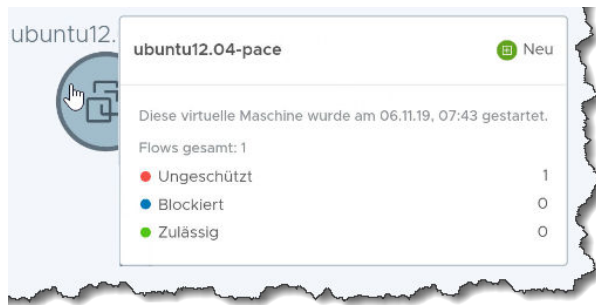 ubuntu12.
ubuntu12.04-pace
Neu
Diese virtuelle Maschine wurde am 06.11.19, 07:43 gestartet.
Flows gesamt: 1
Ungeschützt 1
Blockiert 0
Zulässig 0